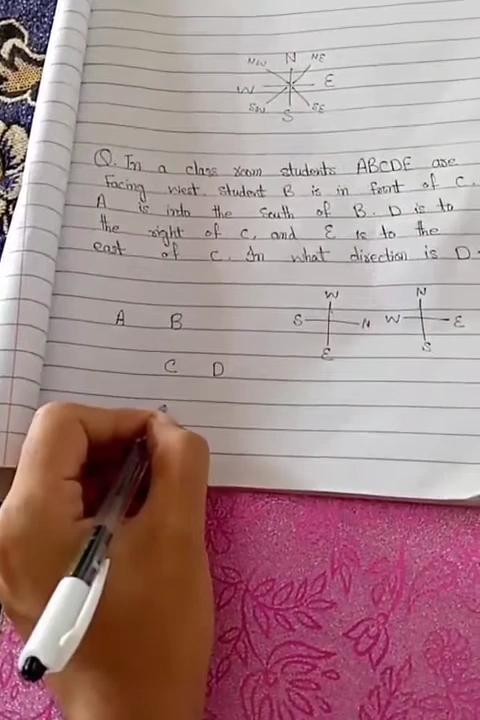 NW N NE
W E
SW S SE
Q. In a class room students ABCDE are
facing west. student B is in front of C.
A is into the South of B. D is to
the right of C, and E is to the
east of C. In what direction is D.
W N
A B S N W E
E S
C D